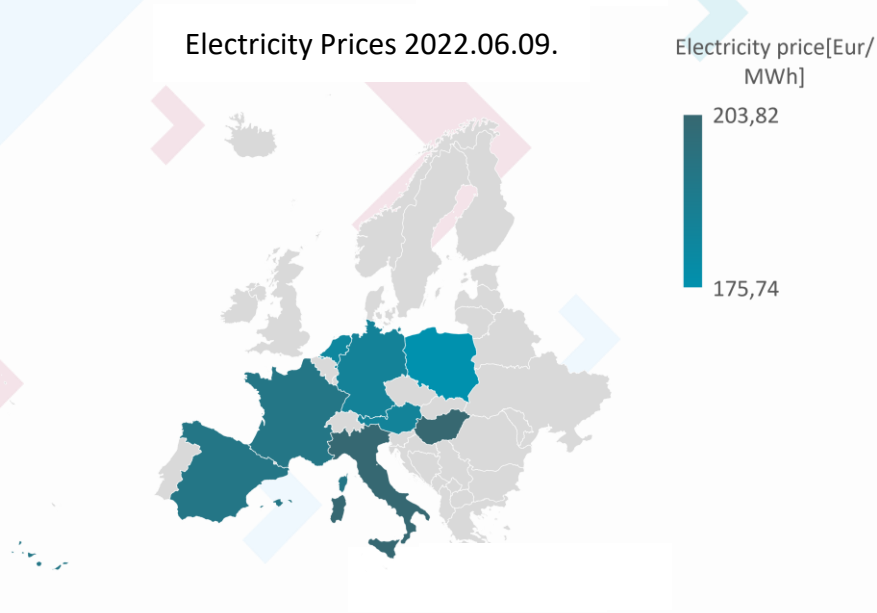 Electricity Prices 2022.06.09.
Electricity price[Eur/
MWh]
203,82
175,74